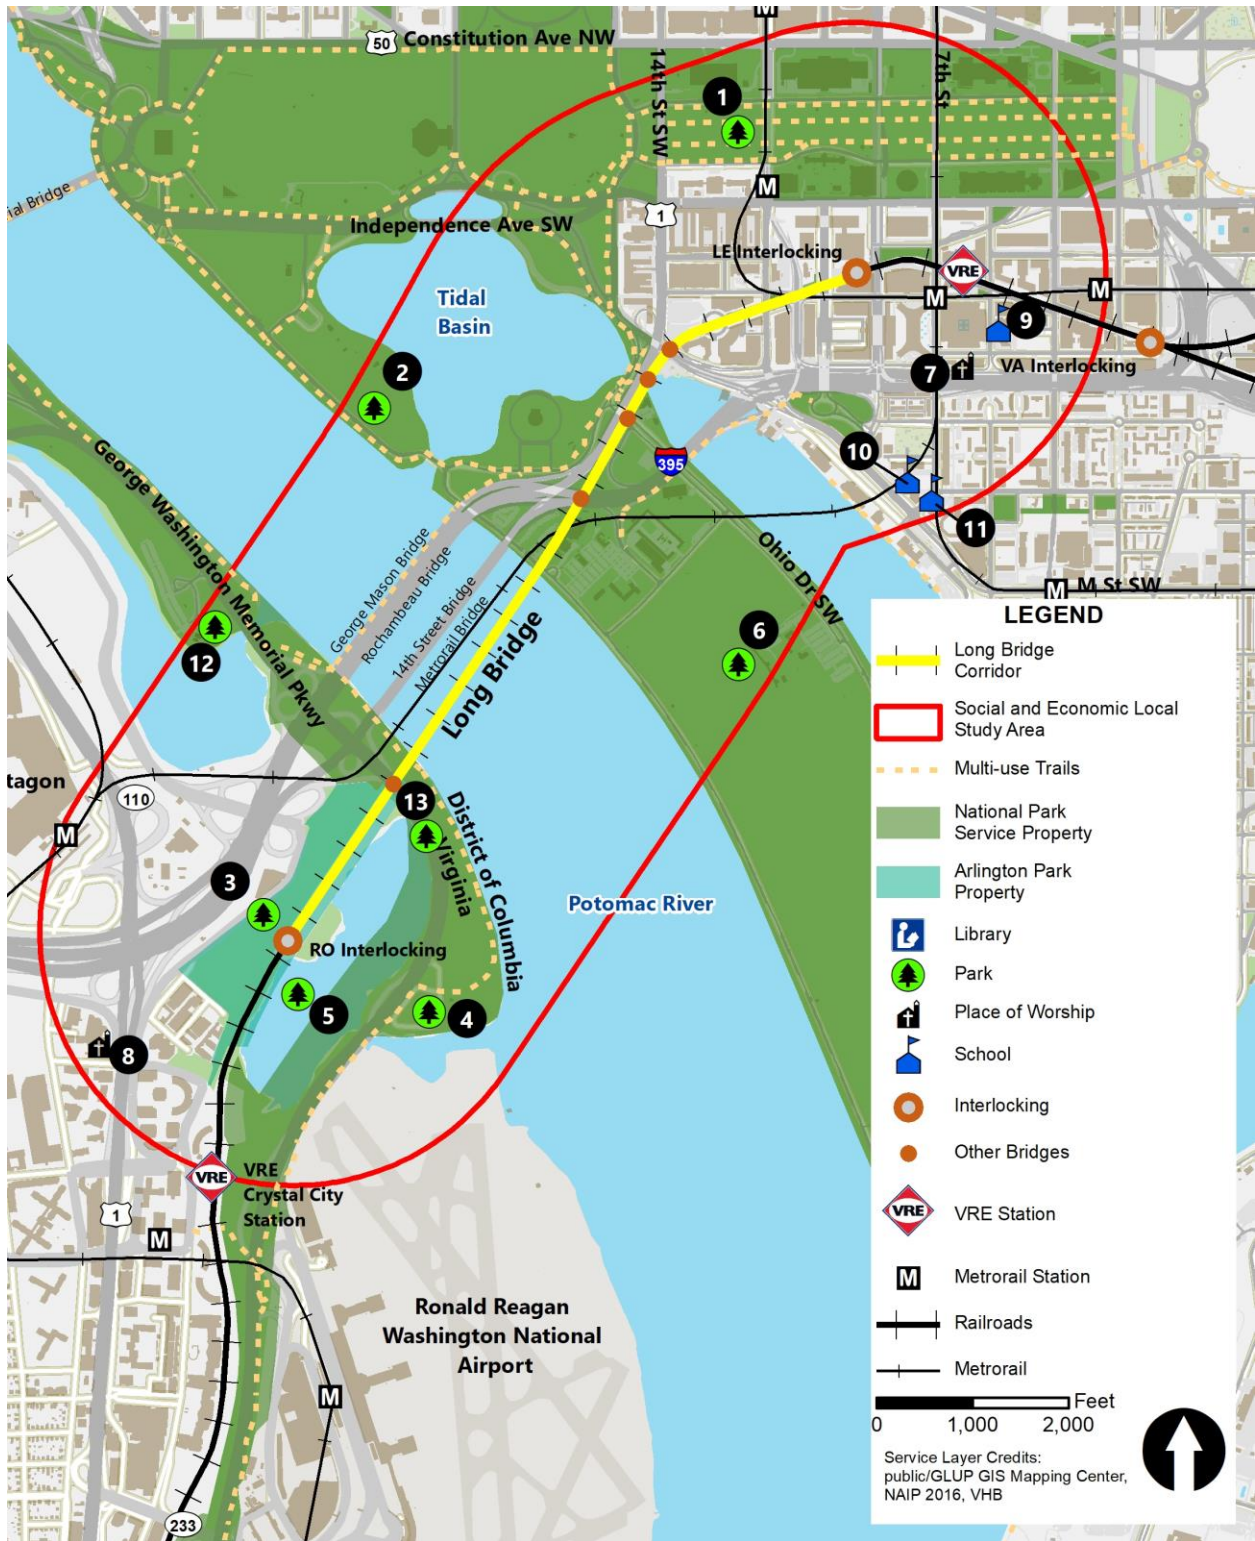 M
50
Constitution Ave NW
14th St SW
7th St
1
M
rial Bridge
1
Independence Ave SW
LE Interlocking
VRE
M
M
Tidal
Basin
9
2
7
VA Interlocking
George Washington Memorial Pkwy
395
10
11
George Mason Bridge
Rochambeau Bridge
14th Street Bridge
Metrorail Bridge
Long Bridge
Ohio Dr SW
M
M St SW
6
12
tagon
110
M
13
District of Columbia
Virginia
3
Potomac River
RO Interlocking
5
4
8
VRE
VRE
Crystal City
Station
1
M
Ronald Reagan
Washington National
Airport
M
233
LEGEND
Long Bridge
Corridor
Social and Economic Local
Study Area
Multi-use Trails
National Park
Service Property
Arlington Park
Property
Library
Park
Place of Worship
School
Interlocking
Other Bridges
VRE
VRE Station
M
Metrorail Station
Railroads
Metrorail
Feet
0 1,000 2,000
Service Layer Credits:
public/GLUP GIS Mapping Center,
NAIP 2016, VHB